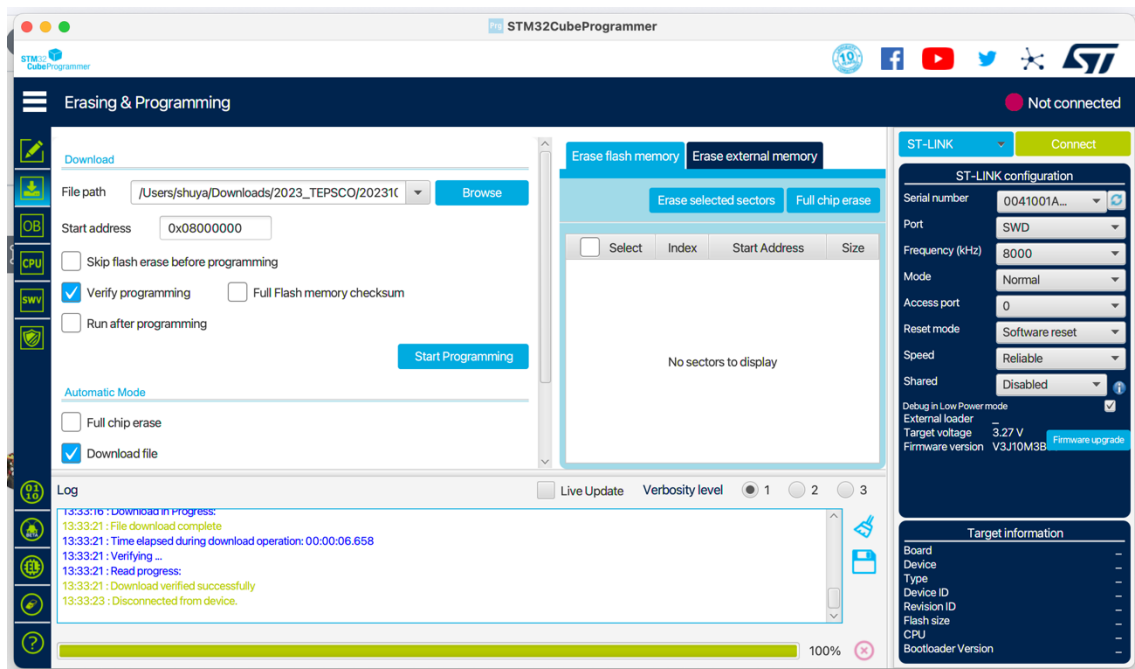 Prg STM32CubeProgrammer
STM32
CubeProgrammer
10
Erasing & Programming
Not connected
Download
File path /Users/shuya/Downloads/2023_TEPSCO/20231( Browse
Start address 0x08000000
Skip flash erase before programming
Verify programming Full Flash memory checksum
Run after programming
Start Programming
Automatic Mode
Full chip erase
Download file
OB
CPU
SWV
Erase flash memory Erase external memory
Erase selected sectors Full chip erase
Select Index Start Address Size
No sectors to display
ST-LINK Connect
ST-LINK configuration
Serial number 0041001A...
Port SWD
Frequency (kHz) 8000
Mode Normal
Access port 0
Reset mode Software reset
Speed Reliable
Shared Disabled
Debug in Low Power mode
External loader _
Target voltage 3.27 V
Firmware version V3J10M3B Firmware upgrade
Log Live Update Verbosity level 1 2 3
13:33:16 : Download in Progress:
13:33:21 : File download complete
13:33:21 : Time elapsed during download operation: 00:00:06.658
13:33:21 : Verifying ...
13:33:21 : Read progress:
13:33:21 : Download verified successfully
13:33:23 : Disconnected from device.
100%
Target information
Board _
Device _
Type _
Device ID _
Revision ID _
Flash size _
CPU _
Bootloader Version _